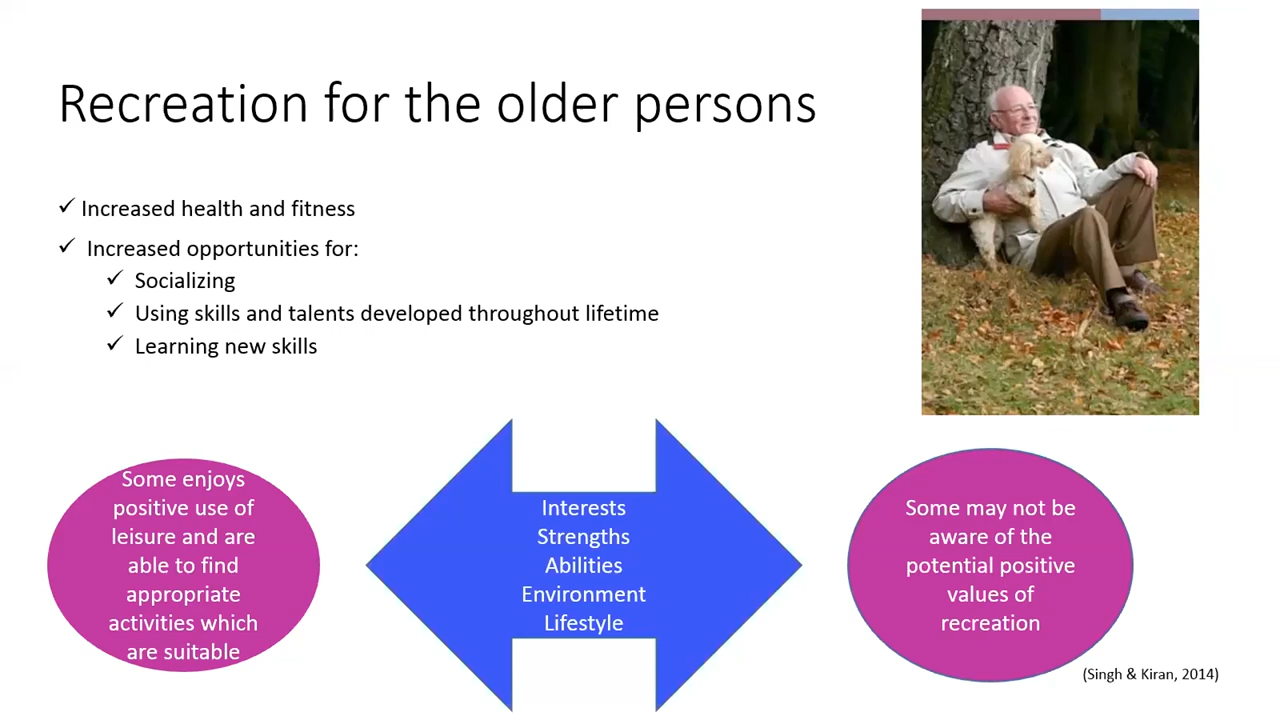 Recreation for the older persons
✓ Increased health and fitness
✓ Increased opportunities for:
✓ Socializing
✓ Using skills and talents developed throughout lifetime
✓ Learning new skills
Some enjoys
positive use of
leisure and are
able to find
appropriate
activities which
are suitable
Interests
Strengths
Abilities
Environment
Lifestyle
Some may not be
aware of the
potential positive
values of
recreation
(Singh & Kiran, 2014)